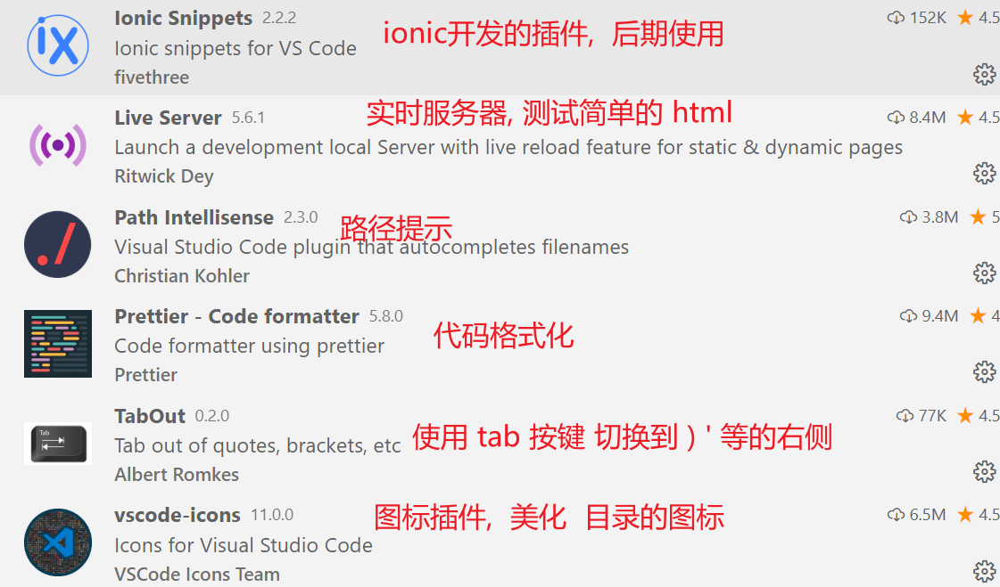 Ionic Snippets 2.2.2 152K 4.5
ionic开发的插件, 后期使用
Ionic snippets for VS Code
fivethree
Live Server 5.6.1 8.4M 4.5
实时服务器, 测试简单的 html
Launch a development local Server with live reload feature for static & dynamic pages
Ritwick Dey
Path Intellisense 2.3.0 3.8M 5
路径提示
Visual Studio Code plugin that autocompletes filenames
Christian Kohler
Prettier - Code formatter 5.8.0 9.4M 4
代码格式化
Code formatter using prettier
Prettier
TabOut 0.2.0 77K 4.5
Tab
使用 tab 按键 切换到 ) ' 等的右侧
Tab out of quotes, brackets, etc
Albert Romkes
vscode-icons 11.0.0 6.5M 4.5
图标插件, 美化 目录的图标
Icons for Visual Studio Code
VSCode Icons Team